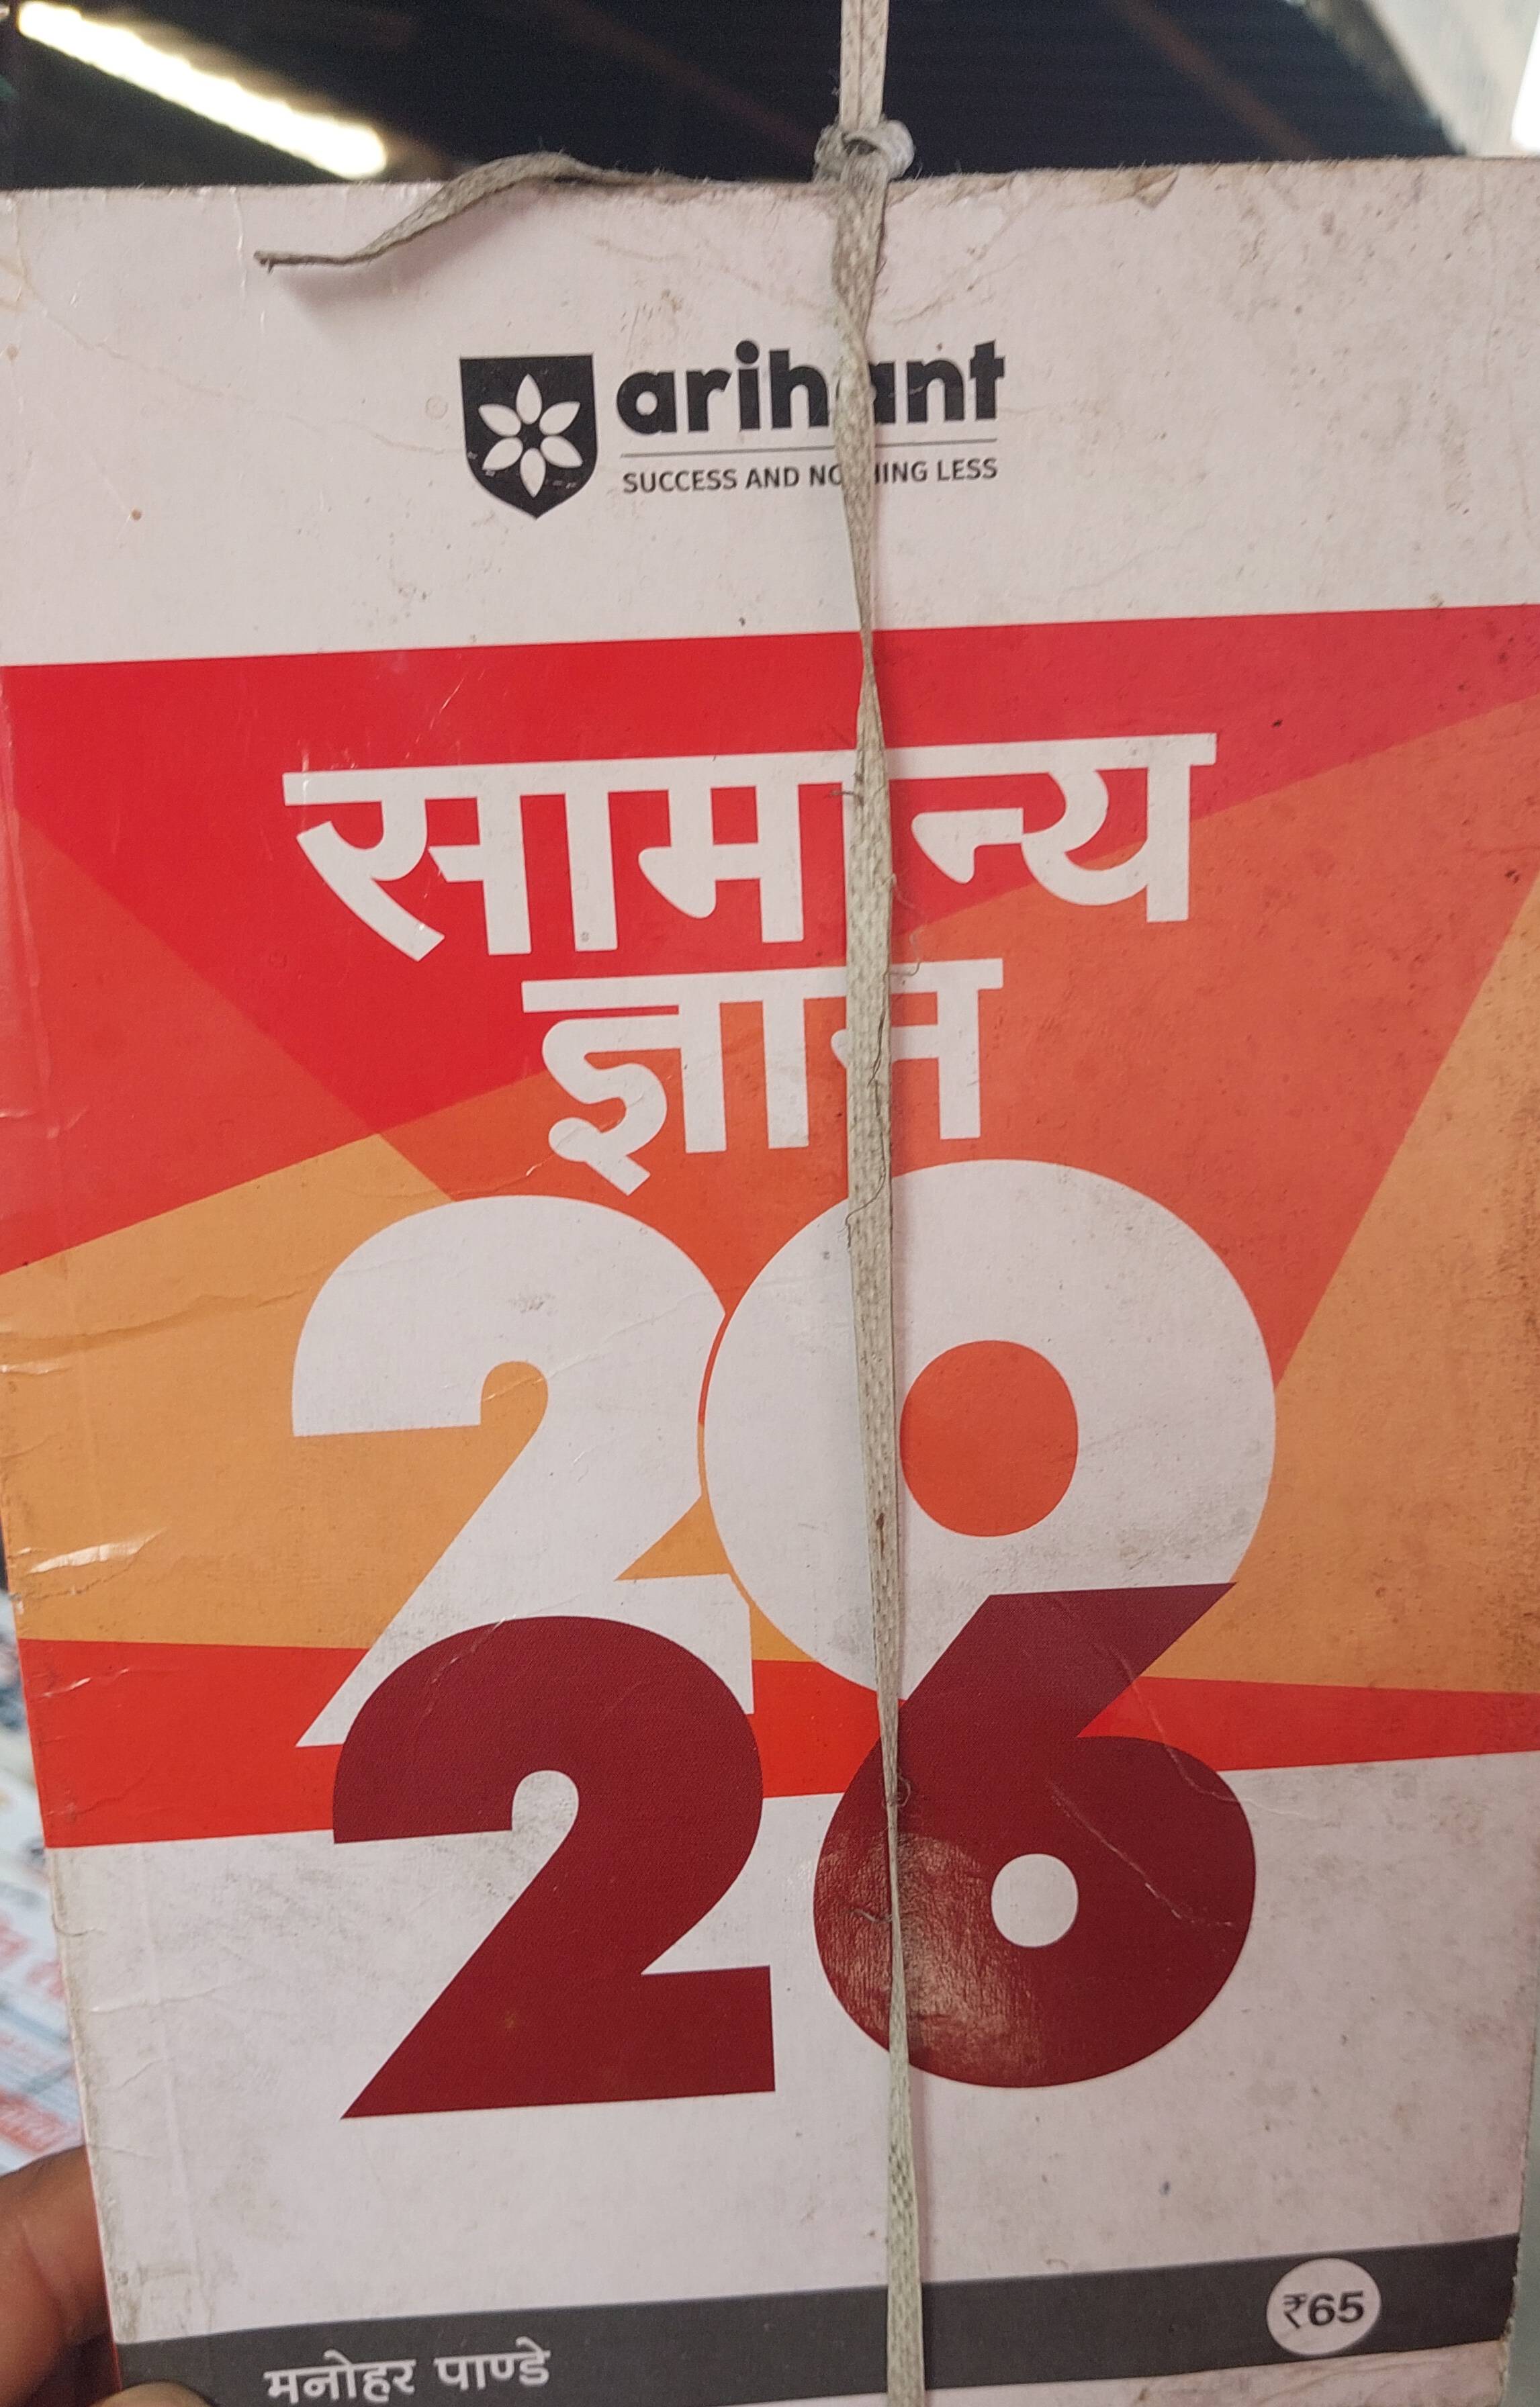 arihant
SUCCESS AND NOTHING LESS
सामान्य
ज्ञान
20
26
₹65
मनोहर पाण्डे